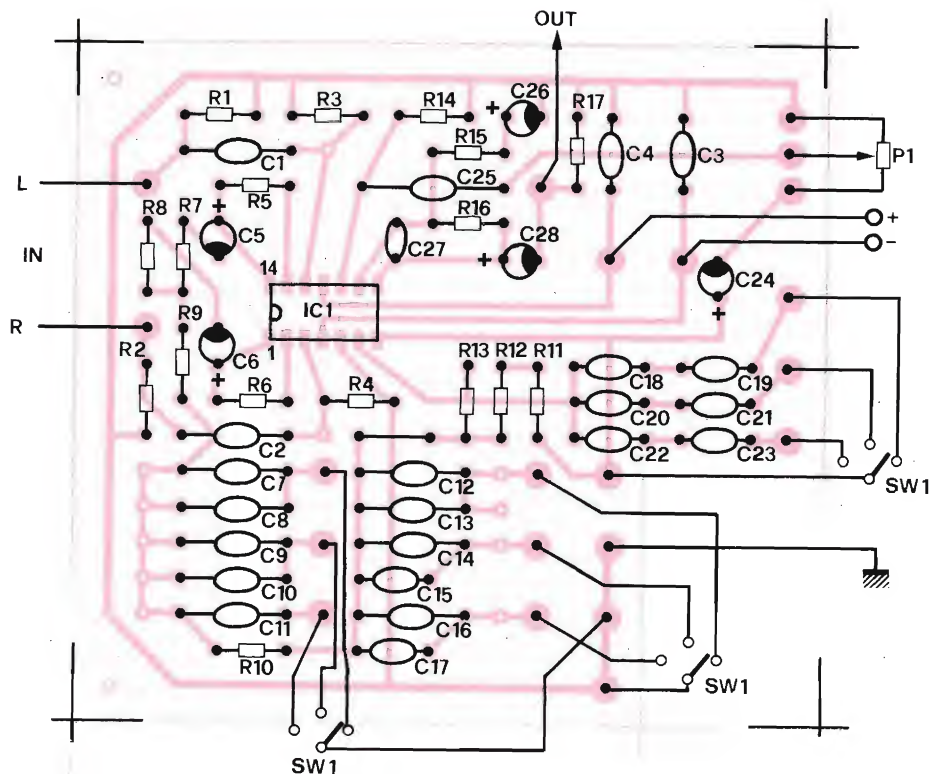 OUT
C26
R1
R3
R14
R17
R15
C1
C4
C3
P1
L
R5
C25
R8
R7
R16
C5
C27
C28
+
+
+
+
-
IN
14
C24
IC1
R
R9
+
1
C6
R2
+
R13
R12
R11
C18
C19
R6
R4
C20
C21
C2
C22
C23
C7
C12
SW1
C8
C13
C9
C14
C10
C15
C11
C16
R10
C17
SW1
SW1